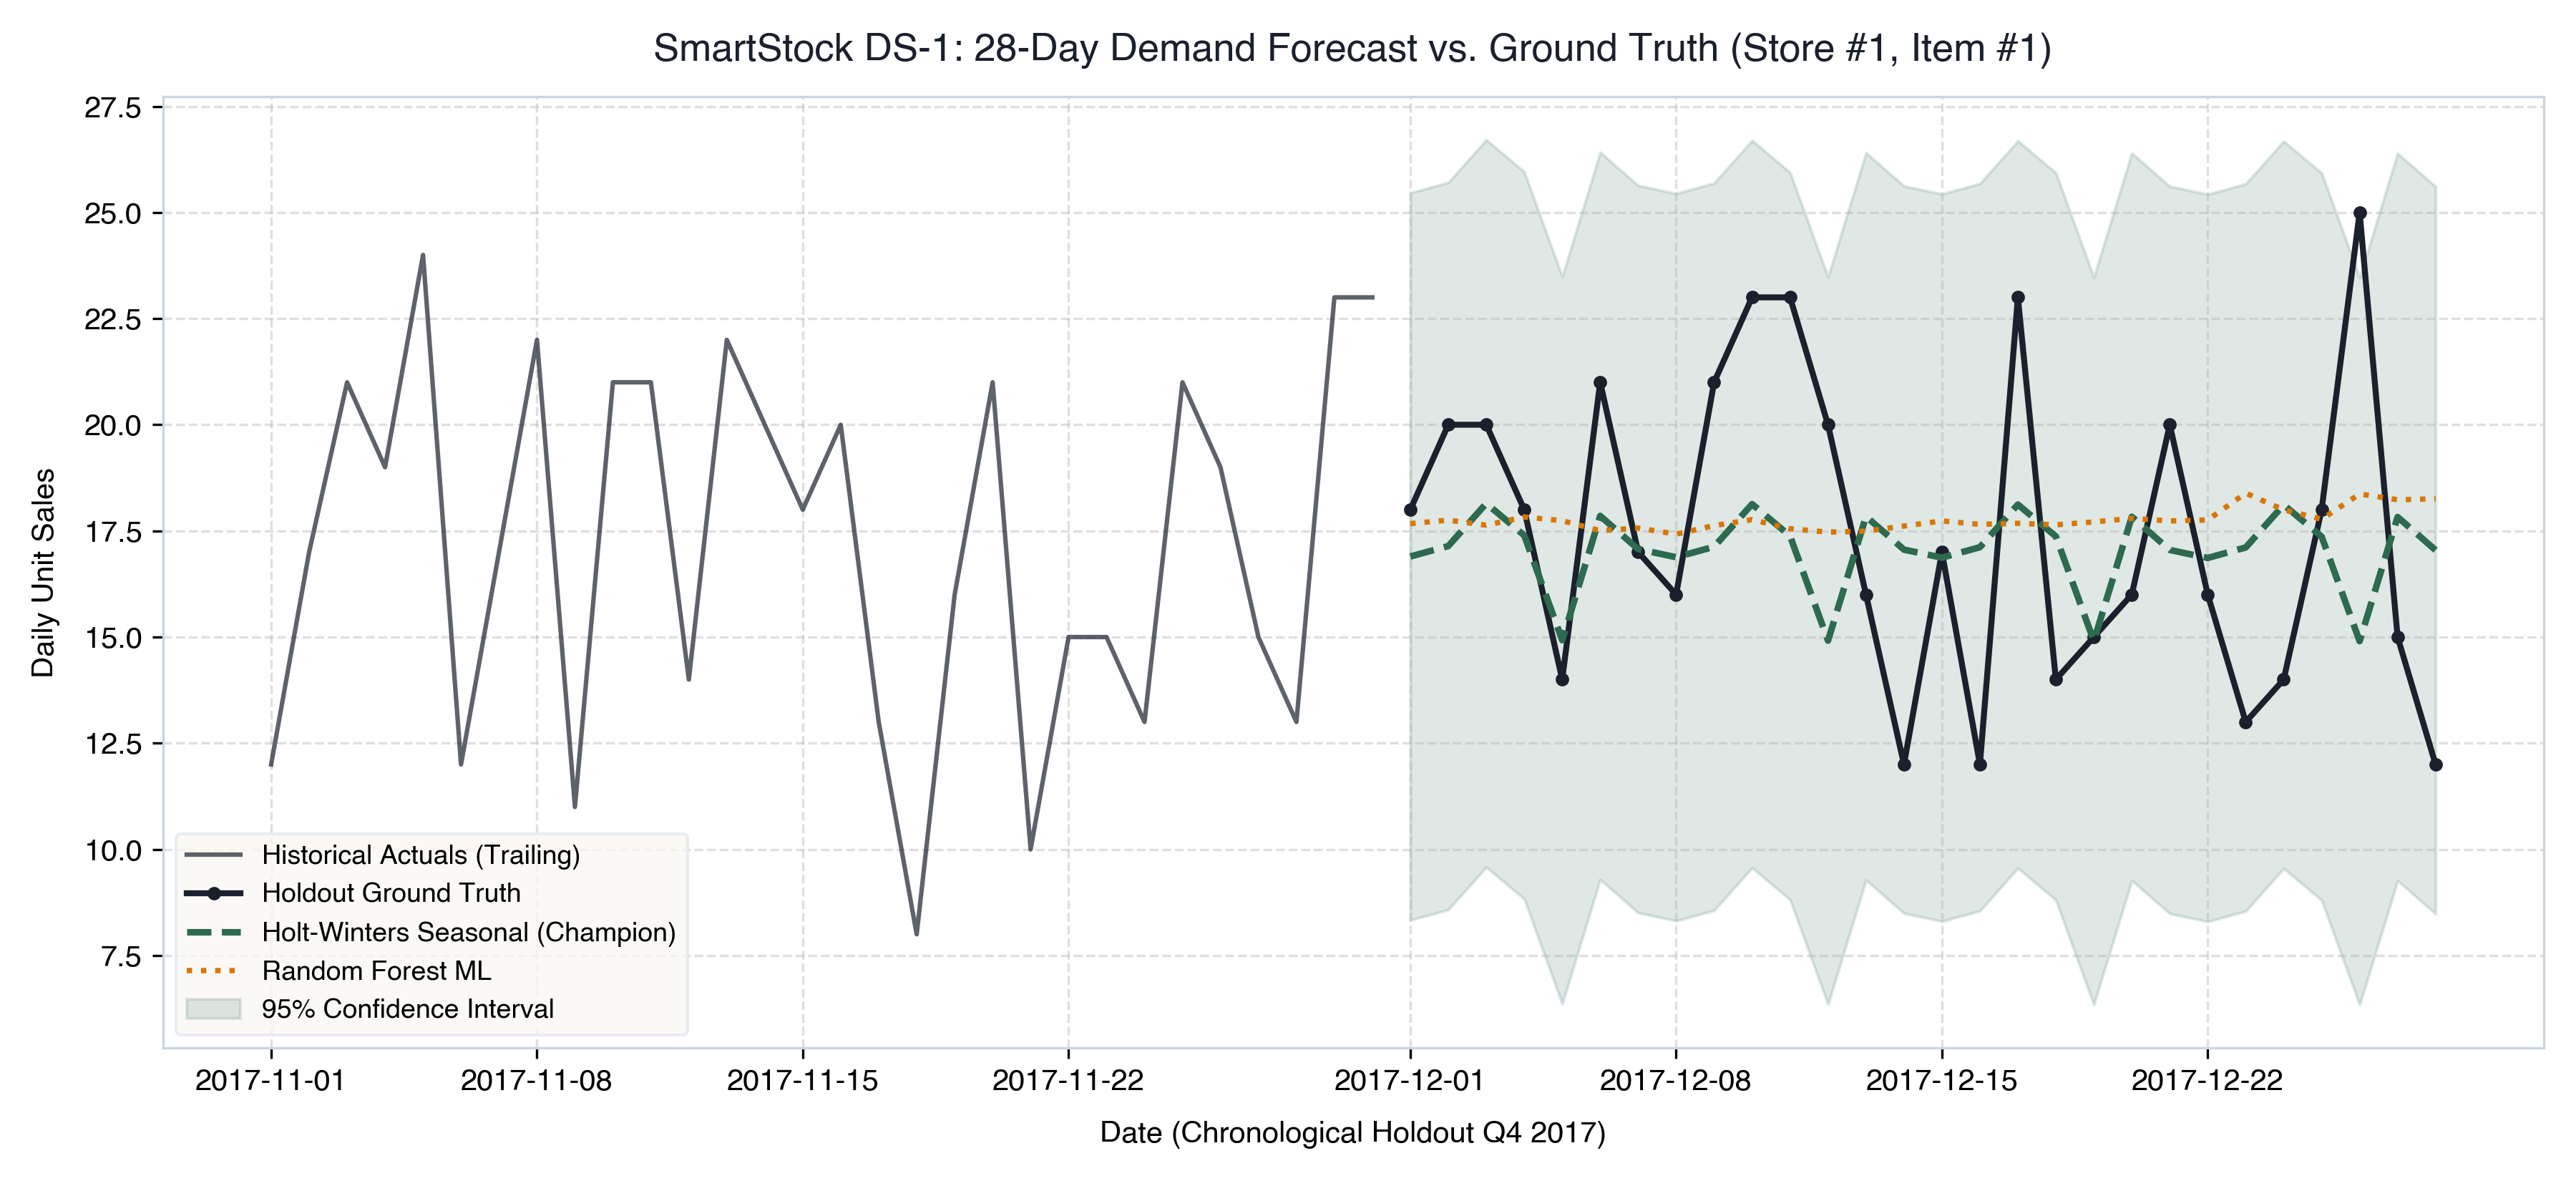 SmartStock DS-1: 28-Day Demand Forecast vs. Ground Truth (Store #1, Item #1)
27.5
25.0
22.5
20.0
17.5
15.0
12.5
10.0
7.5
Daily Unit Sales
Historical Actuals (Trailing)
Holdout Ground Truth
Holt-Winters Seasonal (Champion)
Random Forest ML
95% Confidence Interval
2017-11-01 2017-11-08 2017-11-15 2017-11-22 2017-12-01 2017-12-08 2017-12-15 2017-12-22
Date (Chronological Holdout Q4 2017)